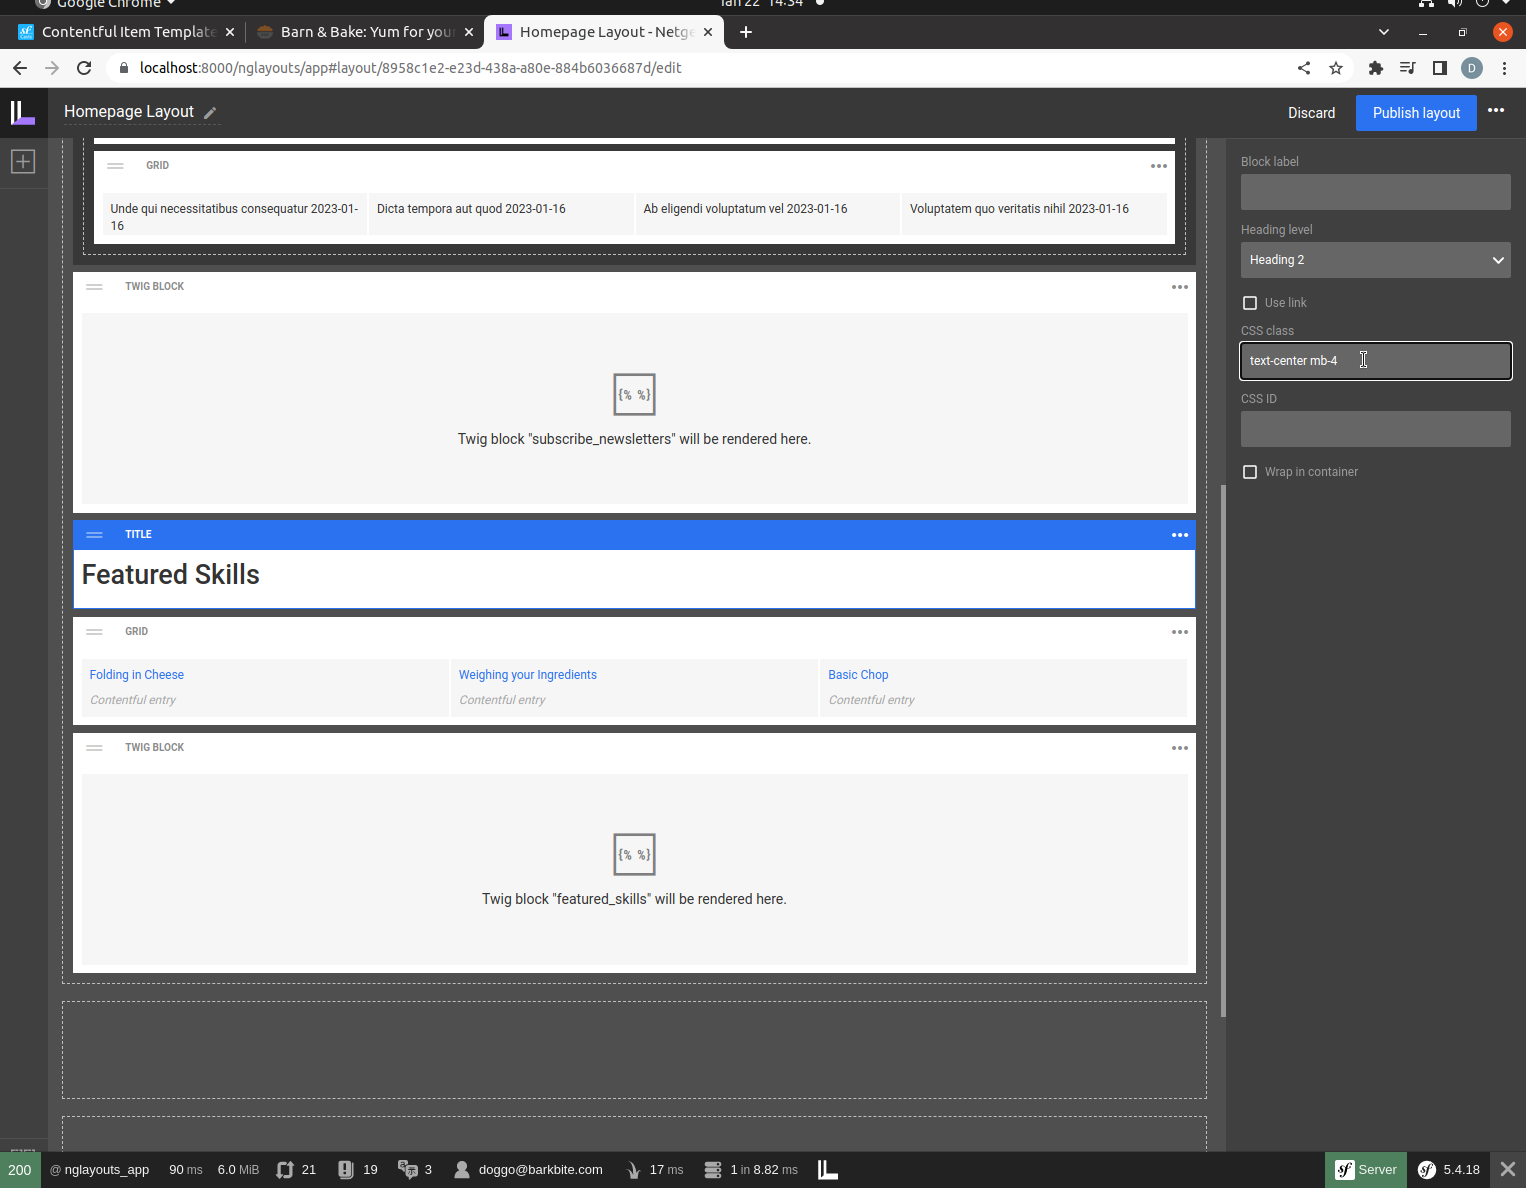 Google Chrome
Jan 22 14:34
Contentful Item Template
Barn & Bake: Yum for your
Homepage Layout - Netge
localhost:8000/nglayouts/app#layout/8958c1e2-e23d-438a-a80e-884b6036687d/edit
D
Homepage Layout
Discard
Publish layout
GRID
Unde qui necessitatibus consequatur 2023-01-
16
Dicta tempora aut quod 2023-01-16
Ab eligendi voluptatum vel 2023-01-16
Voluptatem quo veritatis nihil 2023-01-16
TWIG BLOCK
{% %}
Twig block "subscribe_newsletters" will be rendered here.
TITLE
Featured Skills
GRID
Folding in Cheese
Contentful entry
Weighing your Ingredients
Contentful entry
Basic Chop
Contentful entry
TWIG BLOCK
{% %}
Twig block "featured_skills" will be rendered here.
Block label
Heading level
Heading 2
Use link
CSS class
text-center mb-4
CSS ID
Wrap in container
200 @ nglayouts_app 90 ms 6.0 MiB 21 19 3 doggo@barkbite.com 17 ms 1 in 8.82 ms Server 5.4.18